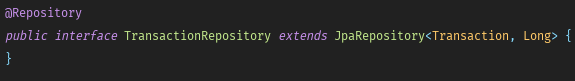 @Repository
public interface TransactionRepository extends JpaRepository<Transaction, Long> {
}